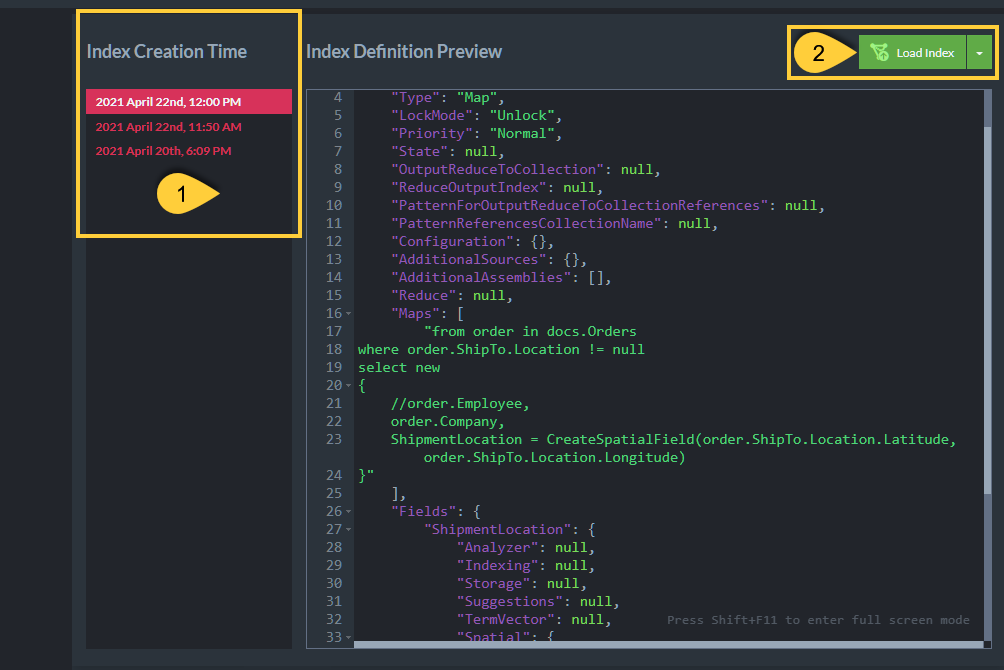 Index Creation Time
2021 April 22nd, 12:00 PM
2021 April 22nd, 11:50 AM
2021 April 20th, 6:09 PM
1
Index Definition Preview
2
Load Index
4 "Type": "Map",
5 "LockMode": "Unlock",
6 "Priority": "Normal",
7 "State": null,
8 "OutputReduceToCollection": null,
9 "ReduceOutputIndex": null,
10 "PatternForOutputReduceToCollectionReferences": null,
11 "PatternReferencesCollectionName": null,
12 "Configuration": {},
13 "AdditionalSources": {},
14 "AdditionalAssemblies": [],
15 "Reduce": null,
16 "Maps": [
17 "from order in docs.Orders
18 where order.ShipTo.Location != null
19 select new
20 {
21 //order.Employee,
22 order.Company,
23 ShipmentLocation = CreateSpatialField(order.ShipTo.Location.Latitude,
order.ShipTo.Location.Longitude)
24 }"
25 ],
26 "Fields": {
27 "ShipmentLocation": {
28 "Analyzer": null,
29 "Indexing": null,
30 "Storage": null,
31 "Suggestions": null,
32 "TermVector": null,
33 "Spatial": {
Press Shift+F11 to enter full screen mode